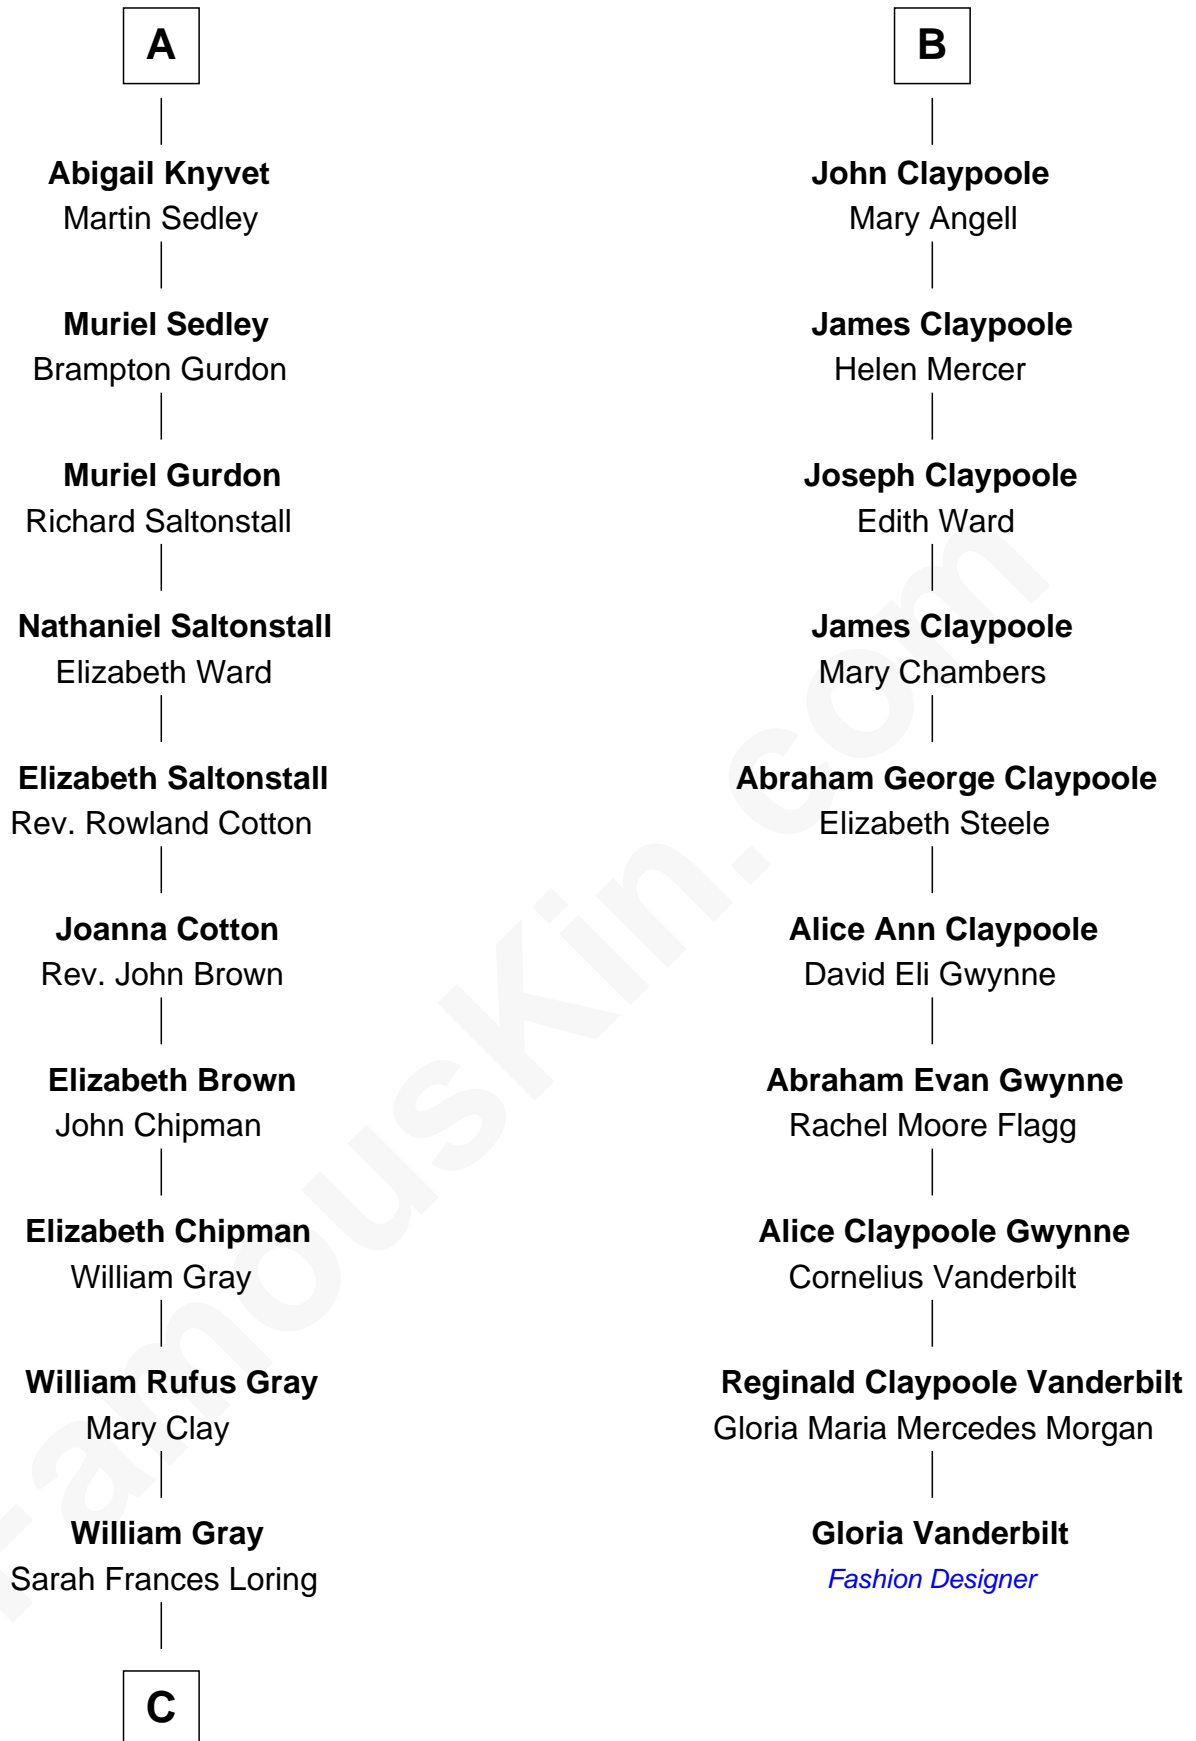 A
Abigail Knyvet
Martin Sedley
Muriel Sedley
Brampton Gurdon
Muriel Gurdon
Richard Saltonstall
Nathaniel Saltonstall
Elizabeth Ward
Elizabeth Saltonstall
Rev. Rowland Cotton
Joanna Cotton
Rev. John Brown
Elizabeth Brown
John Chipman
Elizabeth Chipman
William Gray
William Rufus Gray
Mary Clay
William Gray
Sarah Frances Loring
C
B
John Claypoole
Mary Angell
James Claypoole
Helen Mercer
Joseph Claypoole
Edith Ward
James Claypoole
Mary Chambers
Abraham George Claypoole
Elizabeth Steele
Alice Ann Claypoole
David Eli Gwynne
Abraham Evan Gwynne
Rachel Moore Flagg
Alice Claypoole Gwynne
Cornelius Vanderbilt
Reginald Claypoole Vanderbilt
Gloria Maria Mercedes Morgan
Gloria Vanderbilt
Fashion Designer
FamousKin.com